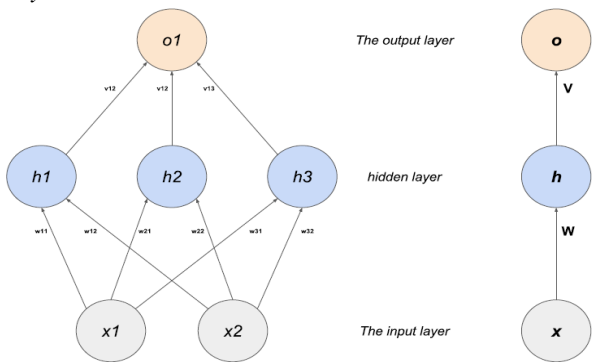 o1
The output layer
o
v12
v12
v13
V
h1
h2
h3
hidden layer
h
w11
w12
w21
w22
w31
w32
W
x1
x2
The input layer
x